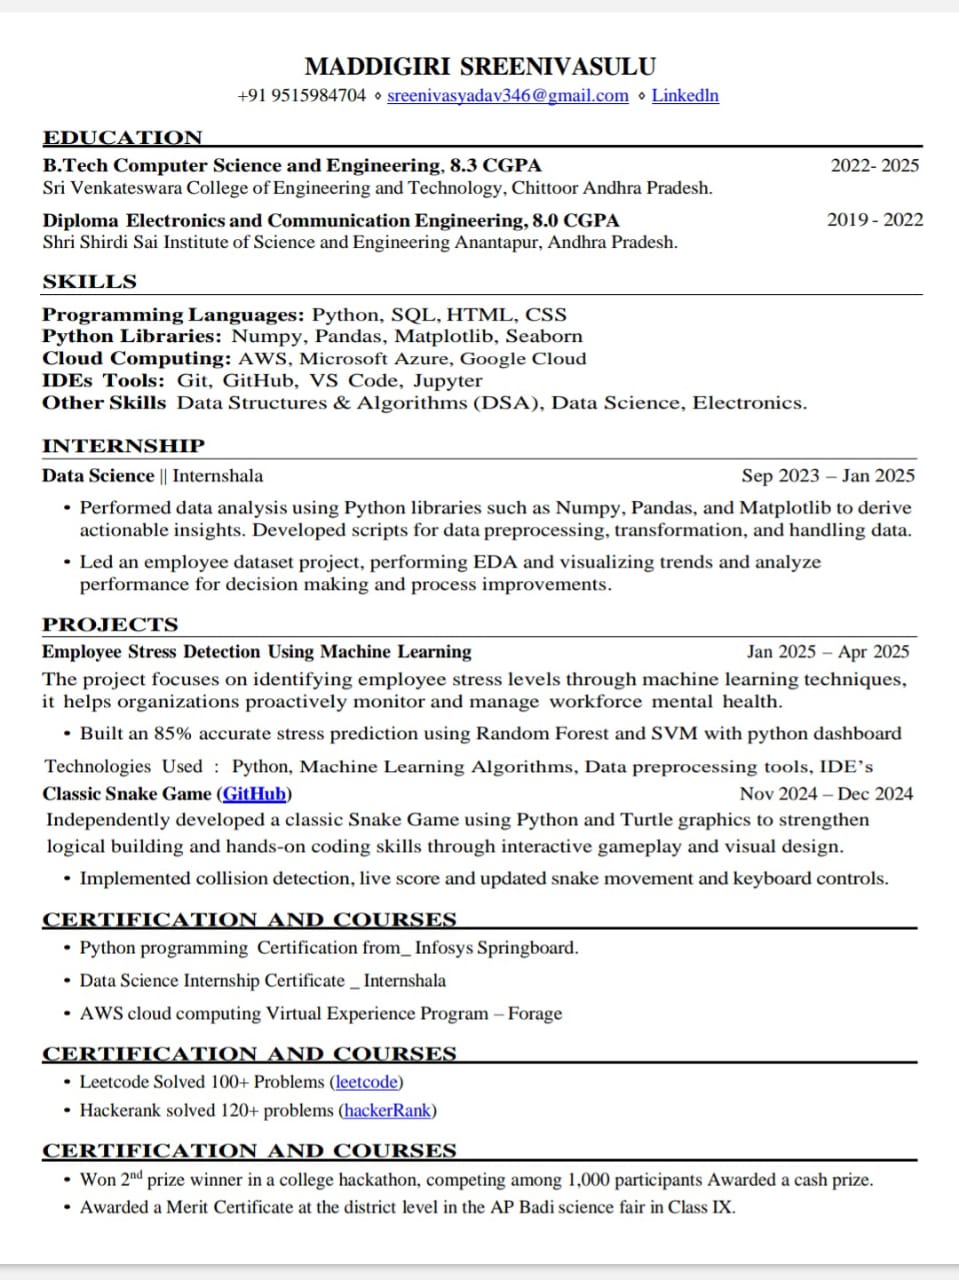 MADDIGIRI SREENIVASULU
+91 9515984704 ⋄ sreenivasyadav346@gmail.com ⋄ LinkedIn
EDUCATION
B.Tech Computer Science and Engineering, 8.3 CGPA 2022- 2025
Sri Venkateswara College of Engineering and Technology, Chittoor Andhra Pradesh.
Diploma Electronics and Communication Engineering, 8.0 CGPA 2019 - 2022
Shri Shirdi Sai Institute of Science and Engineering Anantapur, Andhra Pradesh.
SKILLS
Programming Languages: Python, SQL, HTML, CSS
Python Libraries: Numpy, Pandas, Matplotlib, Seaborn
Cloud Computing: AWS, Microsoft Azure, Google Cloud
IDEs Tools: Git, GitHub, VS Code, Jupyter
Other Skills Data Structures & Algorithms (DSA), Data Science, Electronics.
INTERNSHIP
Data Science || Internshala Sep 2023 – Jan 2025
• Performed data analysis using Python libraries such as Numpy, Pandas, and Matplotlib to derive
actionable insights. Developed scripts for data preprocessing, transformation, and handling data.
• Led an employee dataset project, performing EDA and visualizing trends and analyze
performance for decision making and process improvements.
PROJECTS
Employee Stress Detection Using Machine Learning Jan 2025 – Apr 2025
The project focuses on identifying employee stress levels through machine learning techniques,
it helps organizations proactively monitor and manage workforce mental health.
• Built an 85% accurate stress prediction using Random Forest and SVM with python dashboard
Technologies Used : Python, Machine Learning Algorithms, Data preprocessing tools, IDE's
Classic Snake Game (GitHub) Nov 2024 – Dec 2024
Independently developed a classic Snake Game using Python and Turtle graphics to strengthen
logical building and hands-on coding skills through interactive gameplay and visual design.
• Implemented collision detection, live score and updated snake movement and keyboard controls.
CERTIFICATION AND COURSES
• Python programming Certification from_ Infosys Springboard.
• Data Science Internship Certificate _ Internshala
• AWS cloud computing Virtual Experience Program – Forage
CERTIFICATION AND COURSES
• Leetcode Solved 100+ Problems (leetcode)
• Hackerank solved 120+ problems (hackerRank)
CERTIFICATION AND COURSES
• Won 2nd prize winner in a college hackathon, competing among 1,000 participants Awarded a cash prize.
• Awarded a Merit Certificate at the district level in the AP Badi science fair in Class IX.